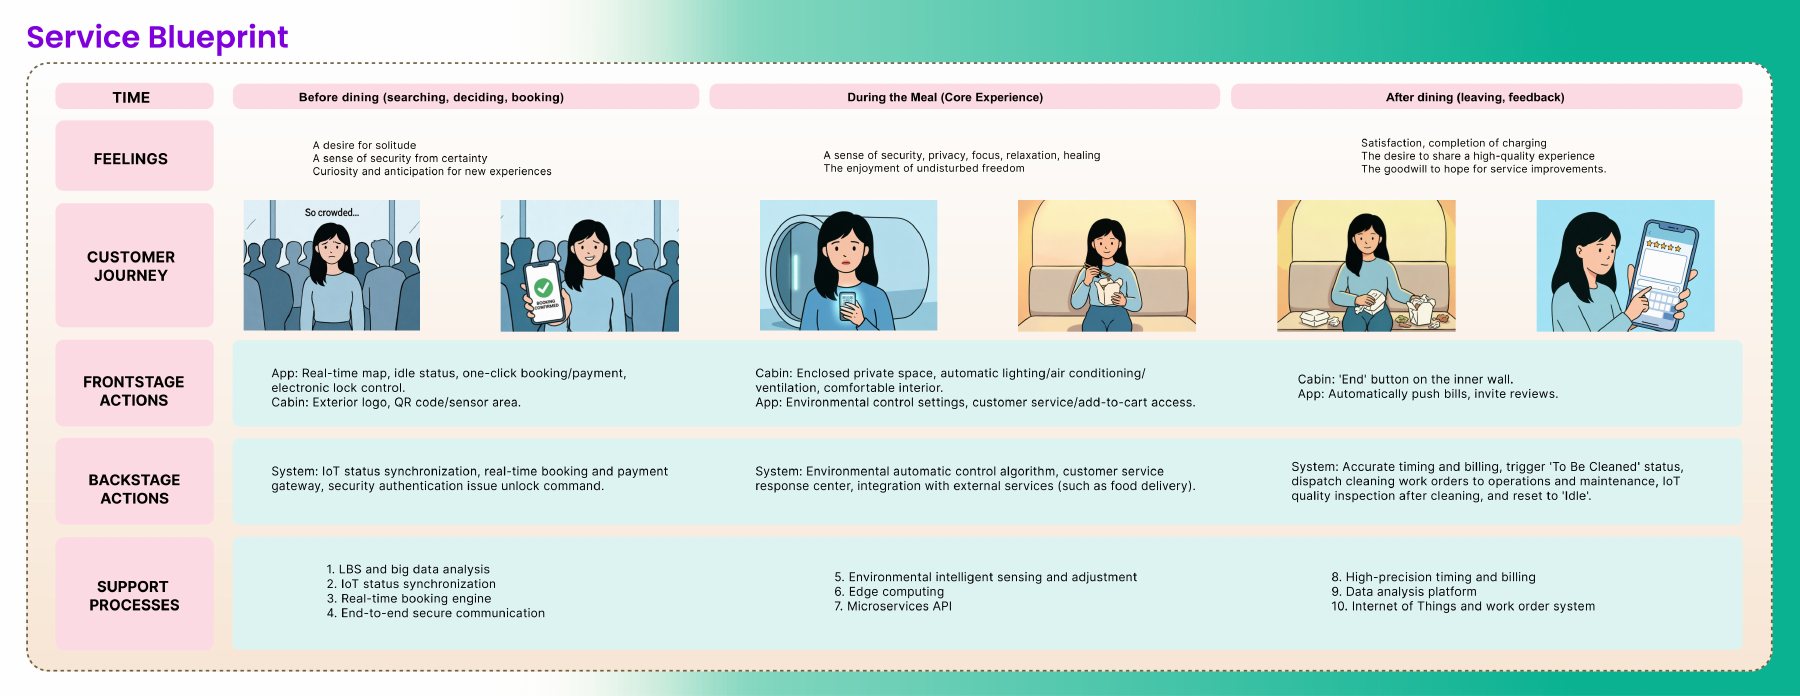 Service Blueprint
TIME
Before dining (searching, deciding, booking)
During the Meal (Core Experience)
After dining (leaving, feedback)
FEELINGS
A desire for solitude
A sense of security from certainty
Curiosity and anticipation for new experiences
A sense of security, privacy, focus, relaxation, healing
The enjoyment of undisturbed freedom
Satisfaction, completion of charging
The desire to share a high-quality experience
The goodwill to hope for service improvements.
CUSTOMER
JOURNEY
So crowded...
BOOKING
CONFIRMED
FRONTSTAGE
ACTIONS
App: Real-time map, idle status, one-click booking/payment,
electronic lock control.
Cabin: Exterior logo, QR code/sensor area.
Cabin: Enclosed private space, automatic lighting/air conditioning/
ventilation, comfortable interior.
App: Environmental control settings, customer service/add-to-cart access.
Cabin: 'End' button on the inner wall.
App: Automatically push bills, invite reviews.
BACKSTAGE
ACTIONS
System: IoT status synchronization, real-time booking and payment
gateway, security authentication issue unlock command.
System: Environmental automatic control algorithm, customer service
response center, integration with external services (such as food delivery).
System: Accurate timing and billing, trigger 'To Be Cleaned' status,
dispatch cleaning work orders to operations and maintenance, IoT
quality inspection after cleaning, and reset to 'Idle'.
SUPPORT
PROCESSES
1. LBS and big data analysis
2. IoT status synchronization
3. Real-time booking engine
4. End-to-end secure communication
5. Environmental intelligent sensing and adjustment
6. Edge computing
7. Microservices API
8. High-precision timing and billing
9. Data analysis platform
10. Internet of Things and work order system